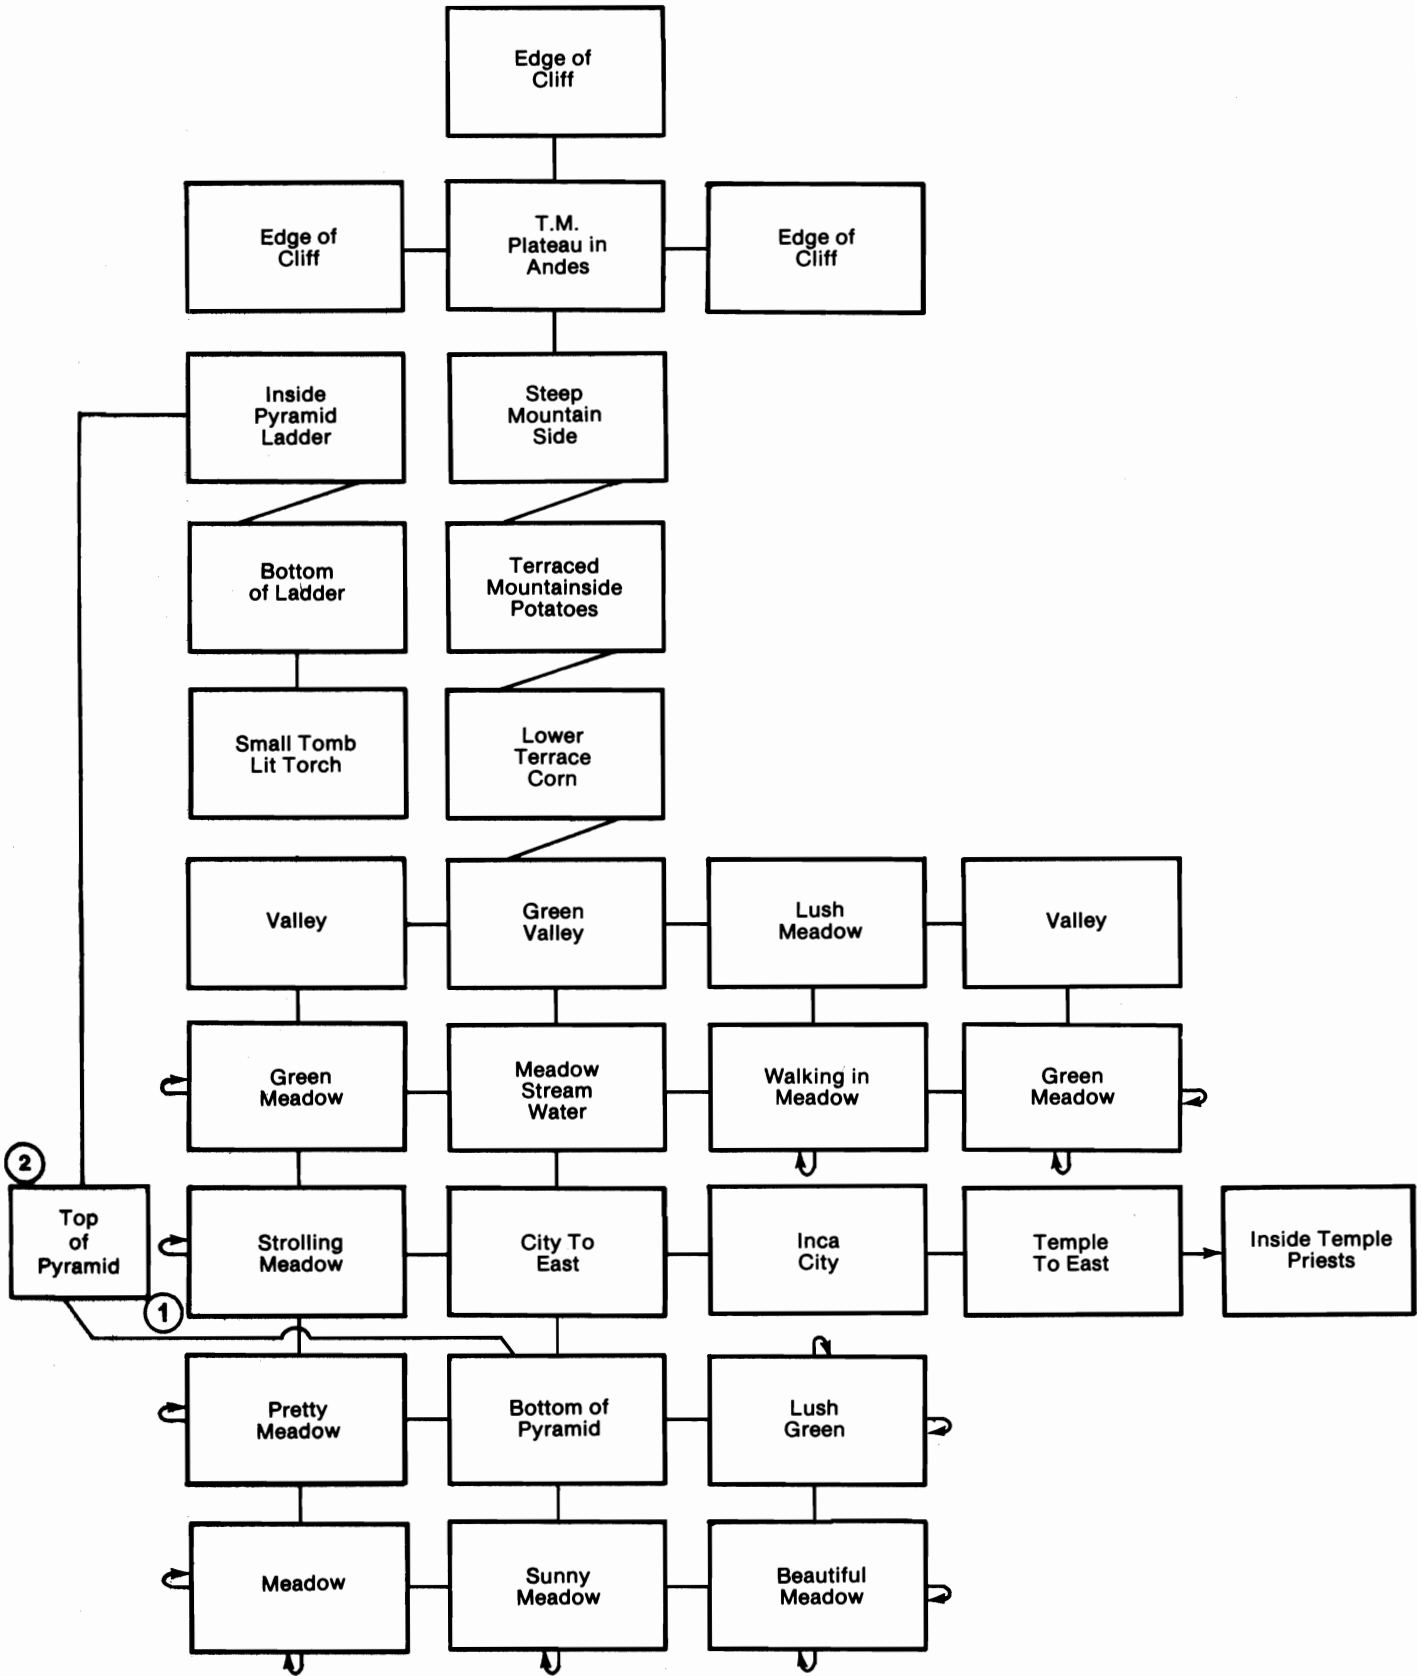 Edge of
Cliff
Edge of
Cliff
T.M.
Plateau in
Andes
Edge of
Cliff
Inside
Pyramid
Ladder
Steep
Mountain
Side
Bottom
of Ladder
Terraced
Mountainside
Potatoes
Small Tomb
Lit Torch
Lower
Terrace
Corn
Valley
Green
Valley
Lush
Meadow
Valley
Green
Meadow
Meadow
Stream
Water
Walking in
Meadow
Green
Meadow
2
Top
of
Pyramid
1
Strolling
Meadow
City To
East
Inca
City
Temple
To East
Inside Temple
Priests
Pretty
Meadow
Bottom of
Pyramid
Lush
Green
Meadow
Sunny
Meadow
Beautiful
Meadow